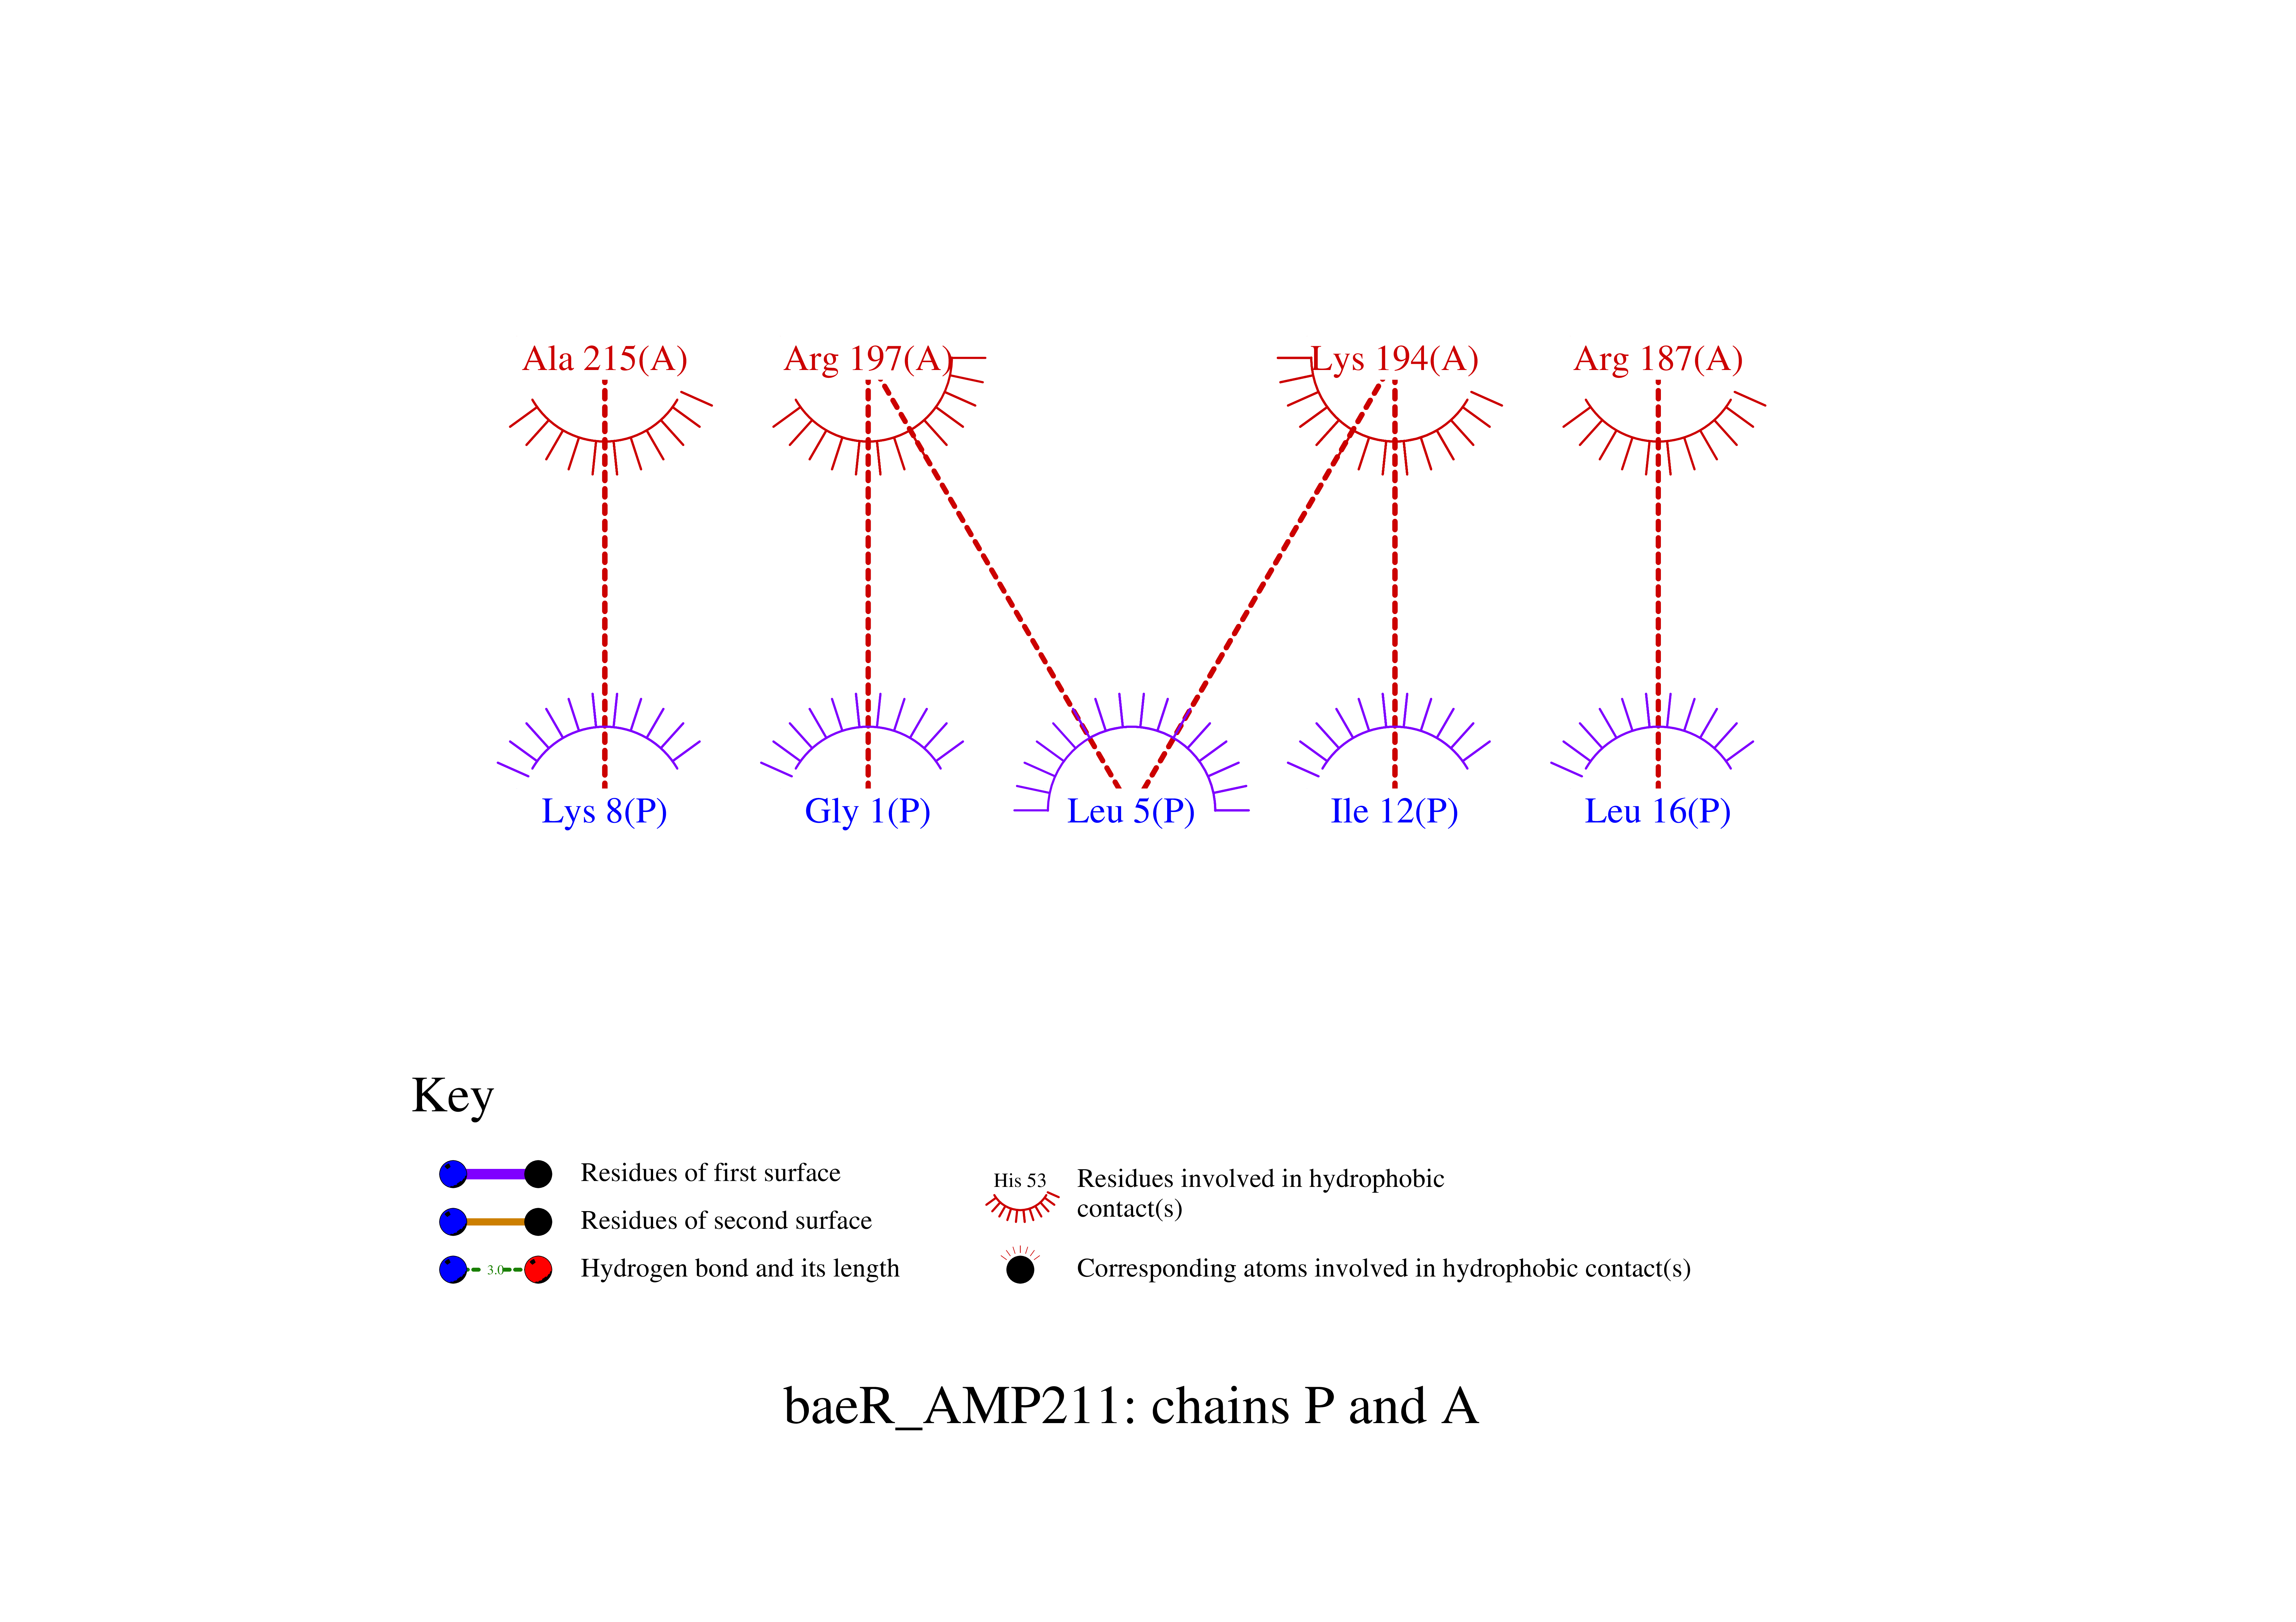 Ala 215(A) Arg 197(A) Lys 194(A) Arg 187(A)
Lys 8(P) Gly 1(P) Leu 5(P) Ile 12(P) Leu 16(P)
Key
Residues of first surface
Residues of second surface
3.0 Hydrogen bond and its length
His 53 Residues involved in hydrophobic
contact(s)
Corresponding atoms involved in hydrophobic contact(s)
baeR_AMP211: chains P and A